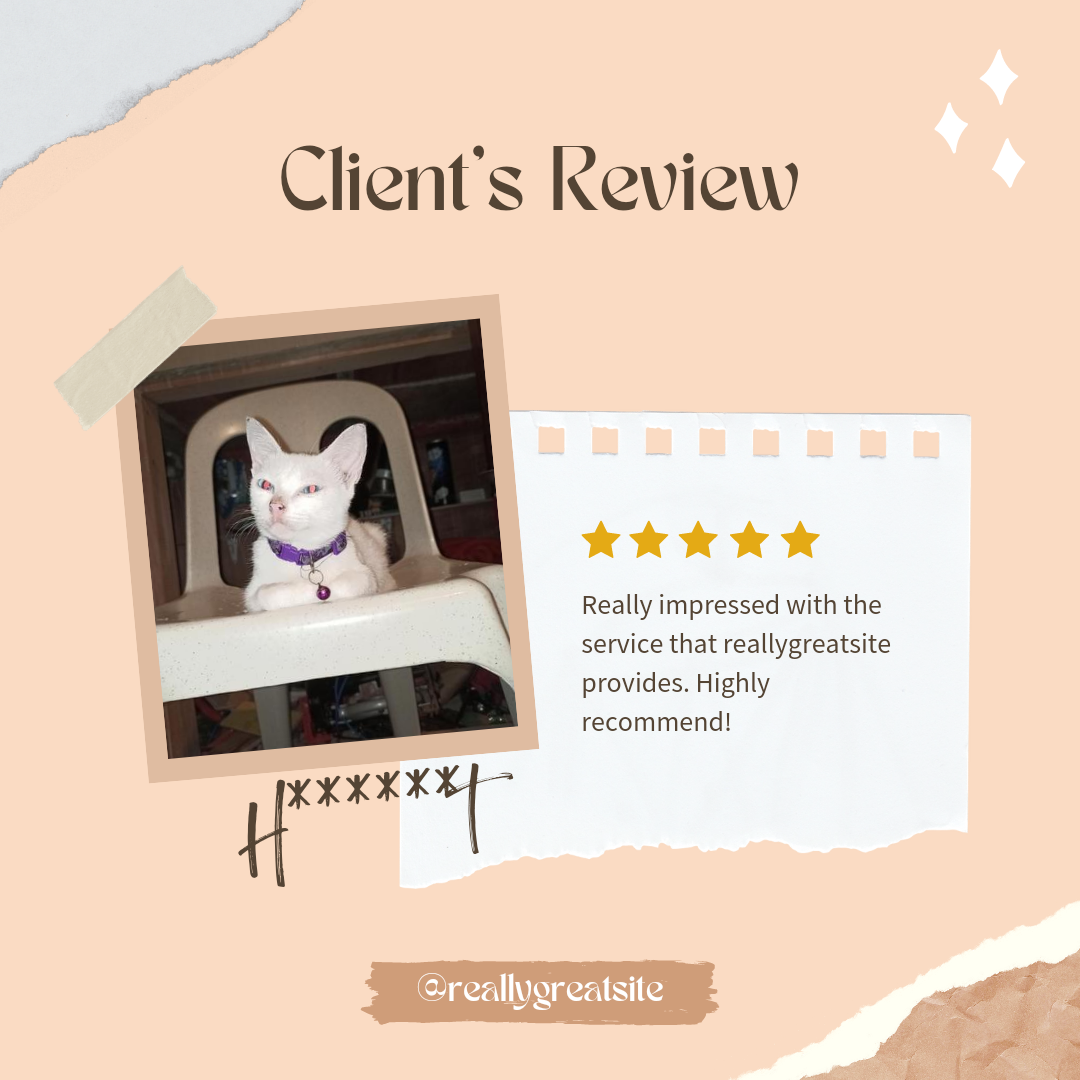 Client's Review
Really impressed with the
service that reallygreatsite
provides. Highly
recommend!
H******T
@reallygreatsite